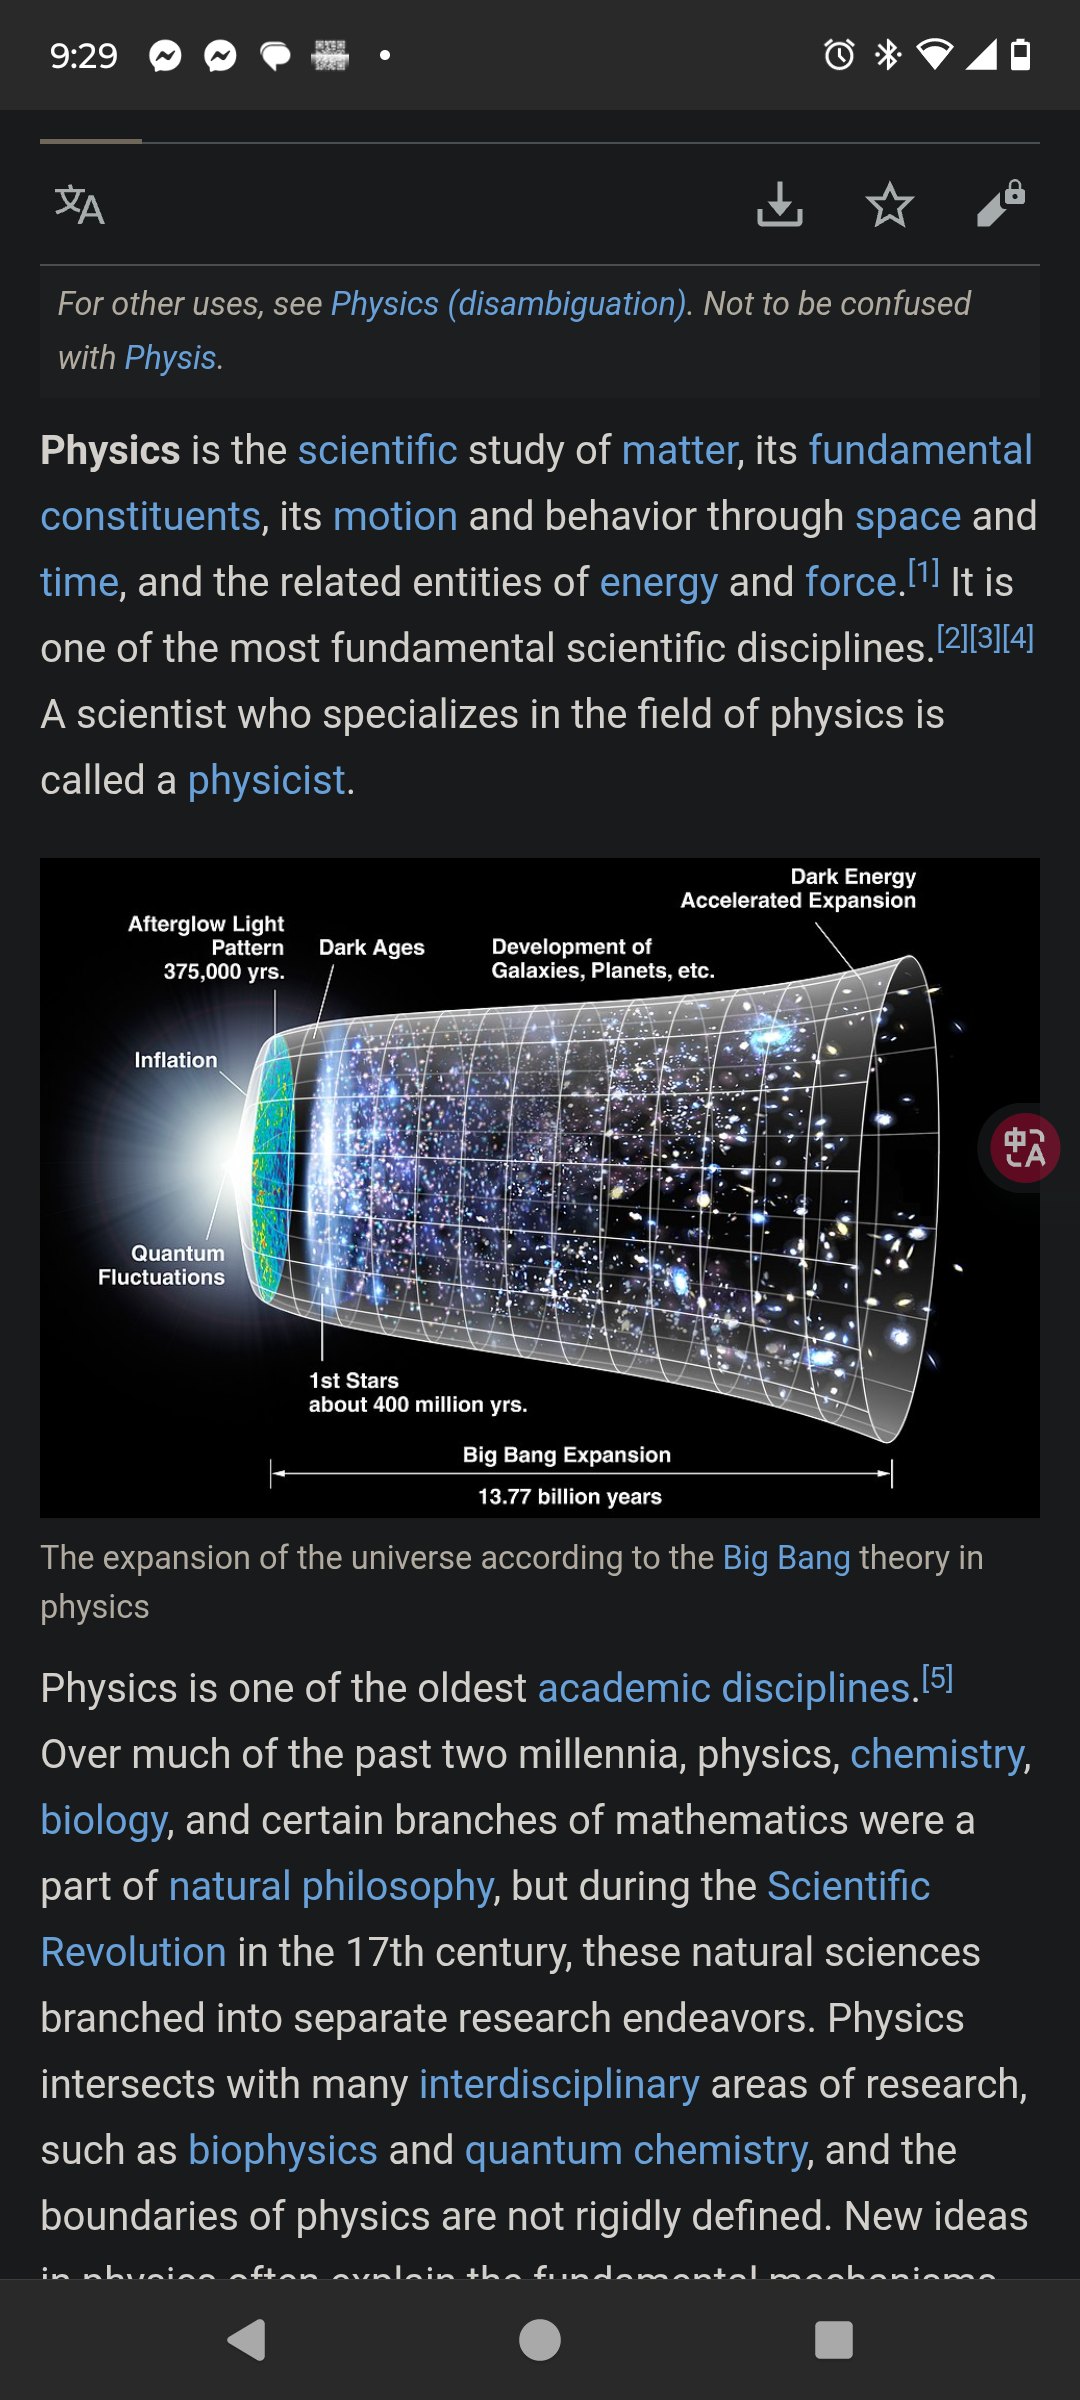 9:29
For other uses, see Physics (disambiguation). Not to be confused
with Physis.
Physics is the scientific study of matter, its fundamental
constituents, its motion and behavior through space and
time, and the related entities of energy and force.[1] It is
one of the most fundamental scientific disciplines.[2][3][4]
A scientist who specializes in the field of physics is
called a physicist.
Dark Energy
Accelerated Expansion
Afterglow Light
Pattern
375,000 yrs.
Dark Ages
Development of
Galaxies, Planets, etc.
Inflation
Quantum
Fluctuations
1st Stars
about 400 million yrs.
Big Bang Expansion
13.77 billion years
The expansion of the universe according to the Big Bang theory in
physics
Physics is one of the oldest academic disciplines.[5]
Over much of the past two millennia, physics, chemistry,
biology, and certain branches of mathematics were a
part of natural philosophy, but during the Scientific
Revolution in the 17th century, these natural sciences
branched into separate research endeavors. Physics
intersects with many interdisciplinary areas of research,
such as biophysics and quantum chemistry, and the
boundaries of physics are not rigidly defined. New ideas
in physics often explain the fundamental mechanisms